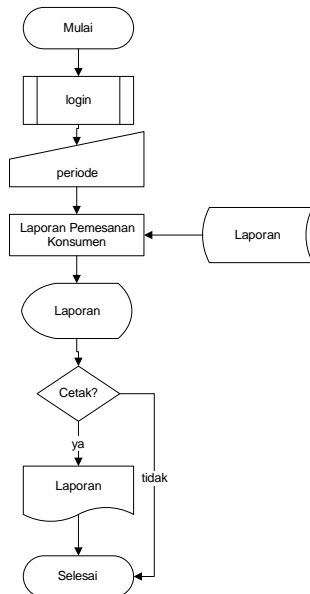 Mulai
login
periode
Laporan Pemesanan
Konsumen
Laporan
Laporan
Cetak?
ya
tidak
Laporan
Selesai